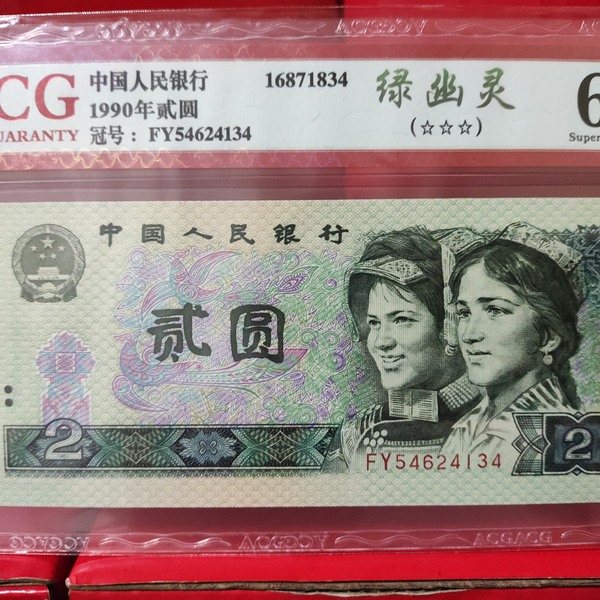 CG
UARANTY
中国人民银行
1990年贰圆
冠号：FY54624134
16871834
绿幽灵
(☆☆☆)
6
Super
中国人民银行
贰圆
2
FY54624134
2
ACGACG